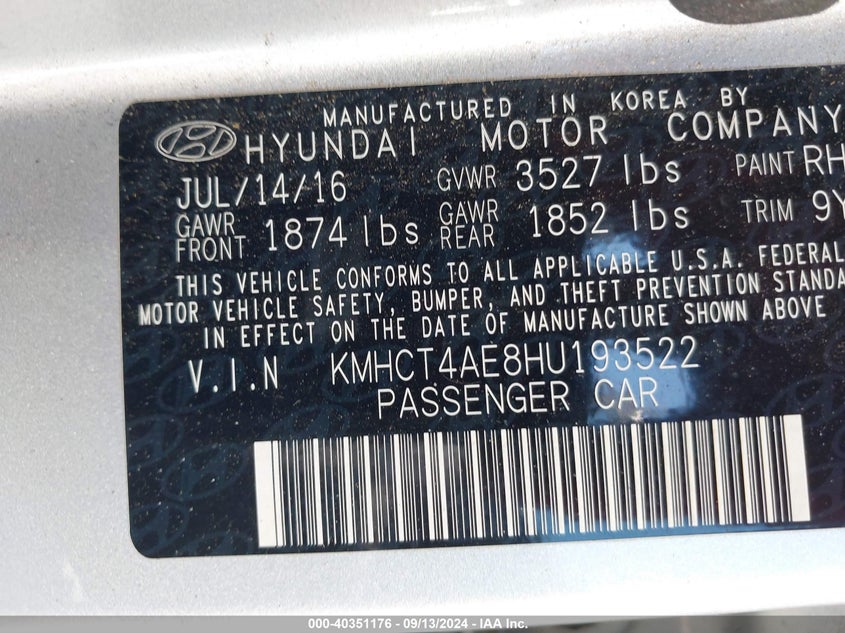 MANUFACTURED IN KOREA BY
HYUNDAI MOTOR COMPANY
JUL/14/16 GVWR 3527 lbs PAINT RH
GAWR FRONT 1874 lbs GAWR REAR 1852 lbs TRIM 9Y
THIS VEHICLE CONFORMS TO ALL APPLICABLE U.S.A. FEDERAL
MOTOR VEHICLE SAFETY, BUMPER, AND THEFT PREVENTION STANDA
IN EFFECT ON THE DATE OF MANUFACTURE SHOWN ABOVE
V.I.N KMHCT4AE8HU193522
PASSENGER CAR
000-40351176 - 09/13/2024 - IAA Inc.